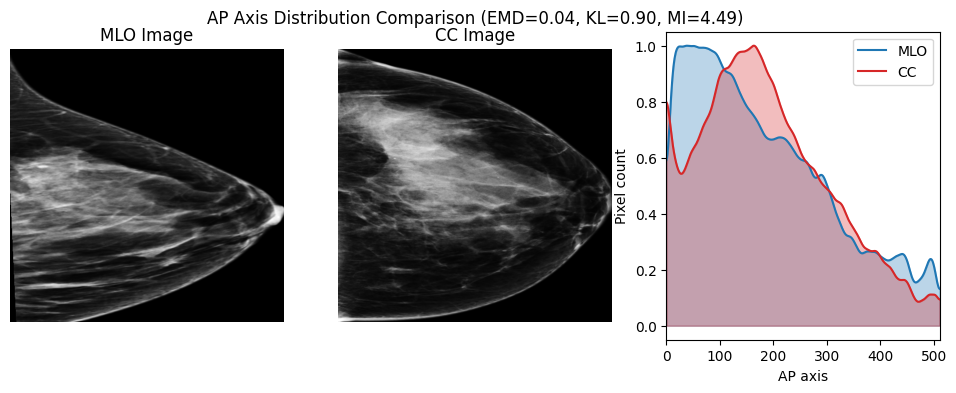 AP Axis Distribution Comparison (EMD=0.04, KL=0.90, MI=4.49)
MLO Image
CC Image
MLO
CC
Pixel count
1.0
0.8
0.6
0.4
0.2
0.0
0 100 200 300 400 500
AP axis